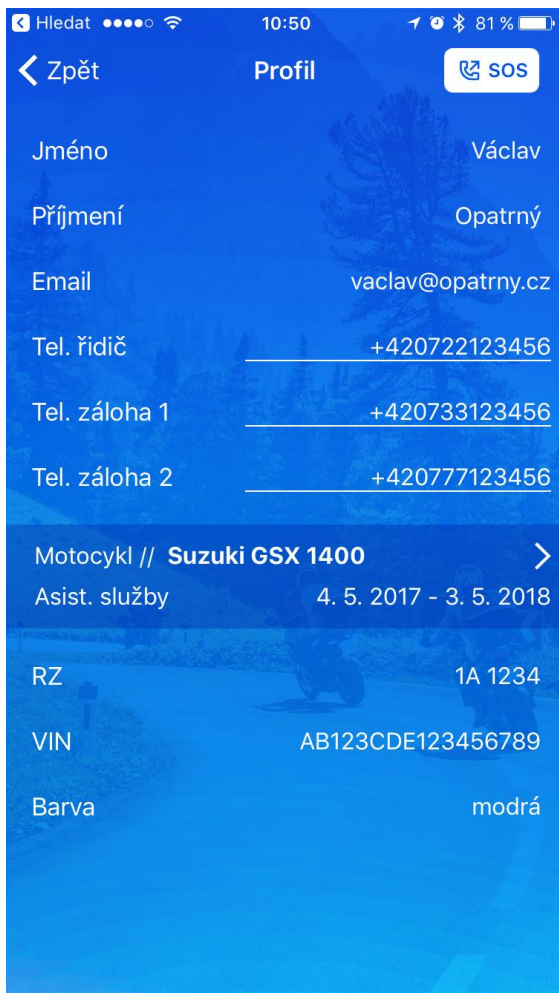 Hledat 10:50 81 %
Zpět Profil SOS
Jméno Václav
Příjmení Opatrný
Email vaclav@opatrny.cz
Tel. řidič +420722123456
Tel. záloha 1 +420733123456
Tel. záloha 2 +420777123456
Motocykl // Suzuki GSX 1400
Asist. služby 4. 5. 2017 - 3. 5. 2018
RZ 1A 1234
VIN AB123CDE123456789
Barva modrá